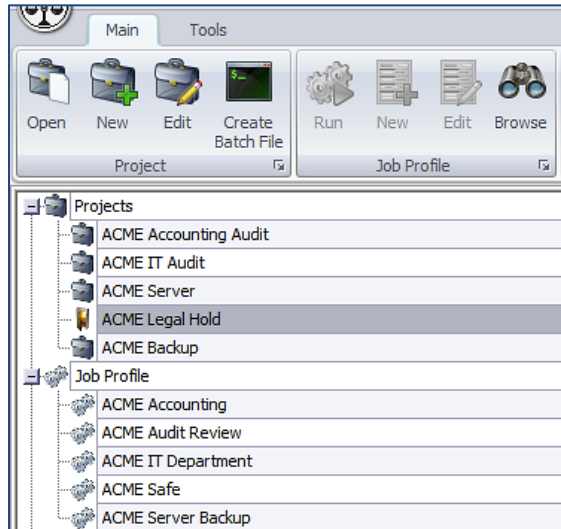 Main Tools
Open New Edit Create Batch File Run New Edit Browse
Project Job Profile
Projects
ACME Accounting Audit
ACME IT Audit
ACME Server
ACME Legal Hold
ACME Backup
Job Profile
ACME Accounting
ACME Audit Review
ACME IT Department
ACME Safe
ACME Server Backup